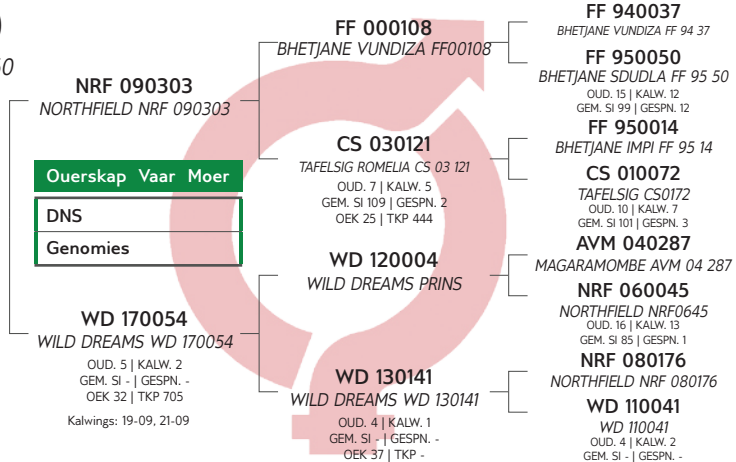 NRF 090303
NORTHFIELD NRF 090303
Ouerskap Vaar Moer
DNS
Genomies
WD 170054
WILD DREAMS WD 170054
OUD. 5 | KALW. 2
GEM. SI - | GESPN. -
OEK 32 | TKP 705
Kalwings: 19-09, 21-09
FF 000108
BHETJANE VUNDIZA FF00108
CS 030121
TAFELSIG ROMELIA CS 03 121
OUD. 7 | KALW. 5
GEM. SI 109 | GESPN. 2
OEK 25 | TKP 444
WD 120004
WILD DREAMS PRINS
WD 130141
WILD DREAMS WD 130141
OUD. 4 | KALW. 1
GEM. SI - | GESPN. -
OEK 37 | TKP -
FF 940037
BHETJANE VUNDIZA FF 94 37
FF 950050
BHETJANE SDUDLA FF 95 50
OUD. 15 | KALW. 12
GEM. SI 99 | GESPN. 12
FF 950014
BHETJANE IMPI FF 95 14
CS 010072
TAFELSIG CS0172
OUD. 10 | KALW. 7
GEM. SI 101 | GESPN. 3
AVM 040287
MAGARAMOMBE AVM 04 287
NRF 060045
NORTHFIELD NRF0645
OUD. 16 | KALW. 13
GEM. SI 85 | GESPN. 1
NRF 080176
NORTHFIELD NRF 080176
WD 110041
WD 110041
OUD. 4 | KALW. 2
GEM. SI - | GESPN. -